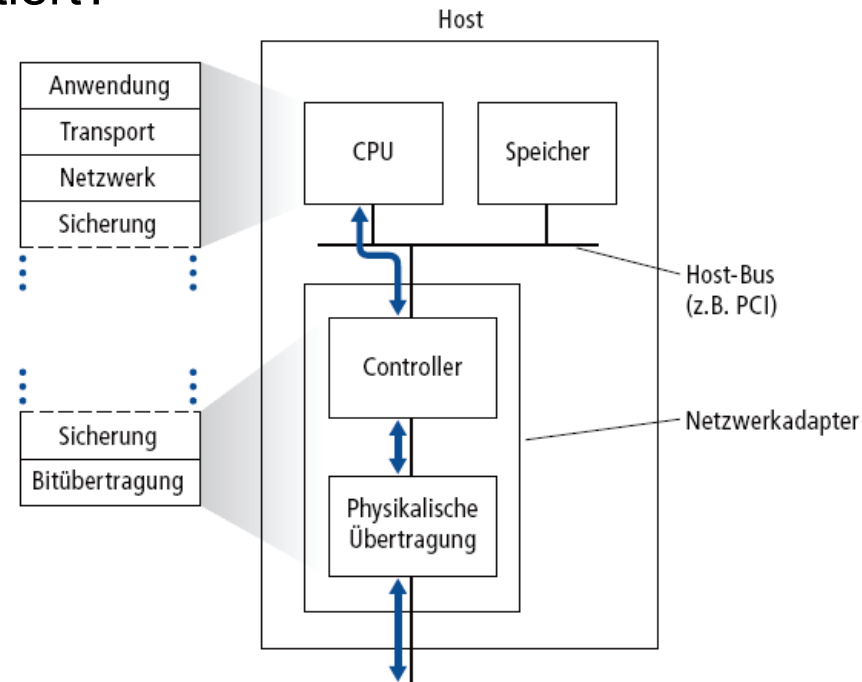 Host
Anwendung
Transport
Netzwerk
Sicherung
CPU
Speicher
Host-Bus
(z.B. PCI)
Controller
Netzwerkadapter
Sicherung
Bitübertragung
Physikalische
Übertragung